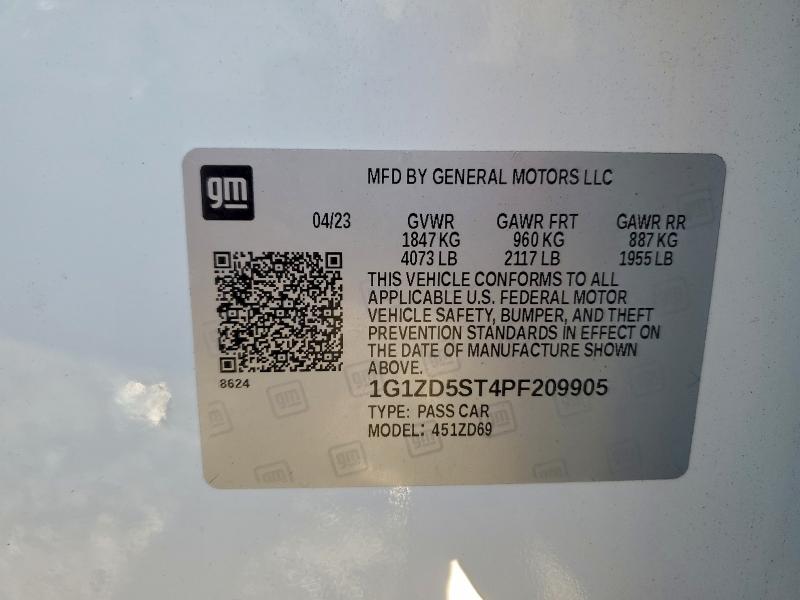 gm
MFD BY GENERAL MOTORS LLC
04/23 GVWR GAWR FRT GAWR RR
1847 KG 960 KG 887 KG
4073 LB 2117 LB 1955 LB
THIS VEHICLE CONFORMS TO ALL
APPLICABLE U.S. FEDERAL MOTOR
VEHICLE SAFETY, BUMPER, AND THEFT
PREVENTION STANDARDS IN EFFECT ON
THE DATE OF MANUFACTURE SHOWN
ABOVE.
8624
1G1ZD5ST4PF209905
TYPE: PASS CAR
MODEL: 451ZD69